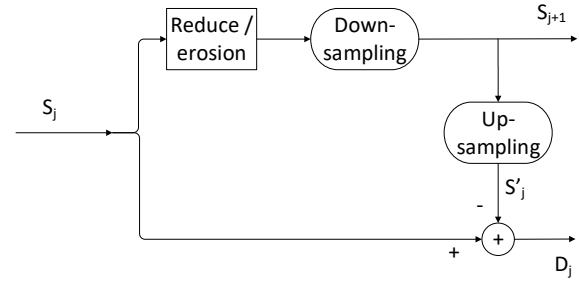 Reduce /
erosion
Down-
sampling
S_{j+1}
S_j
Up-
sampling
S'_j
-
+
+
D_j